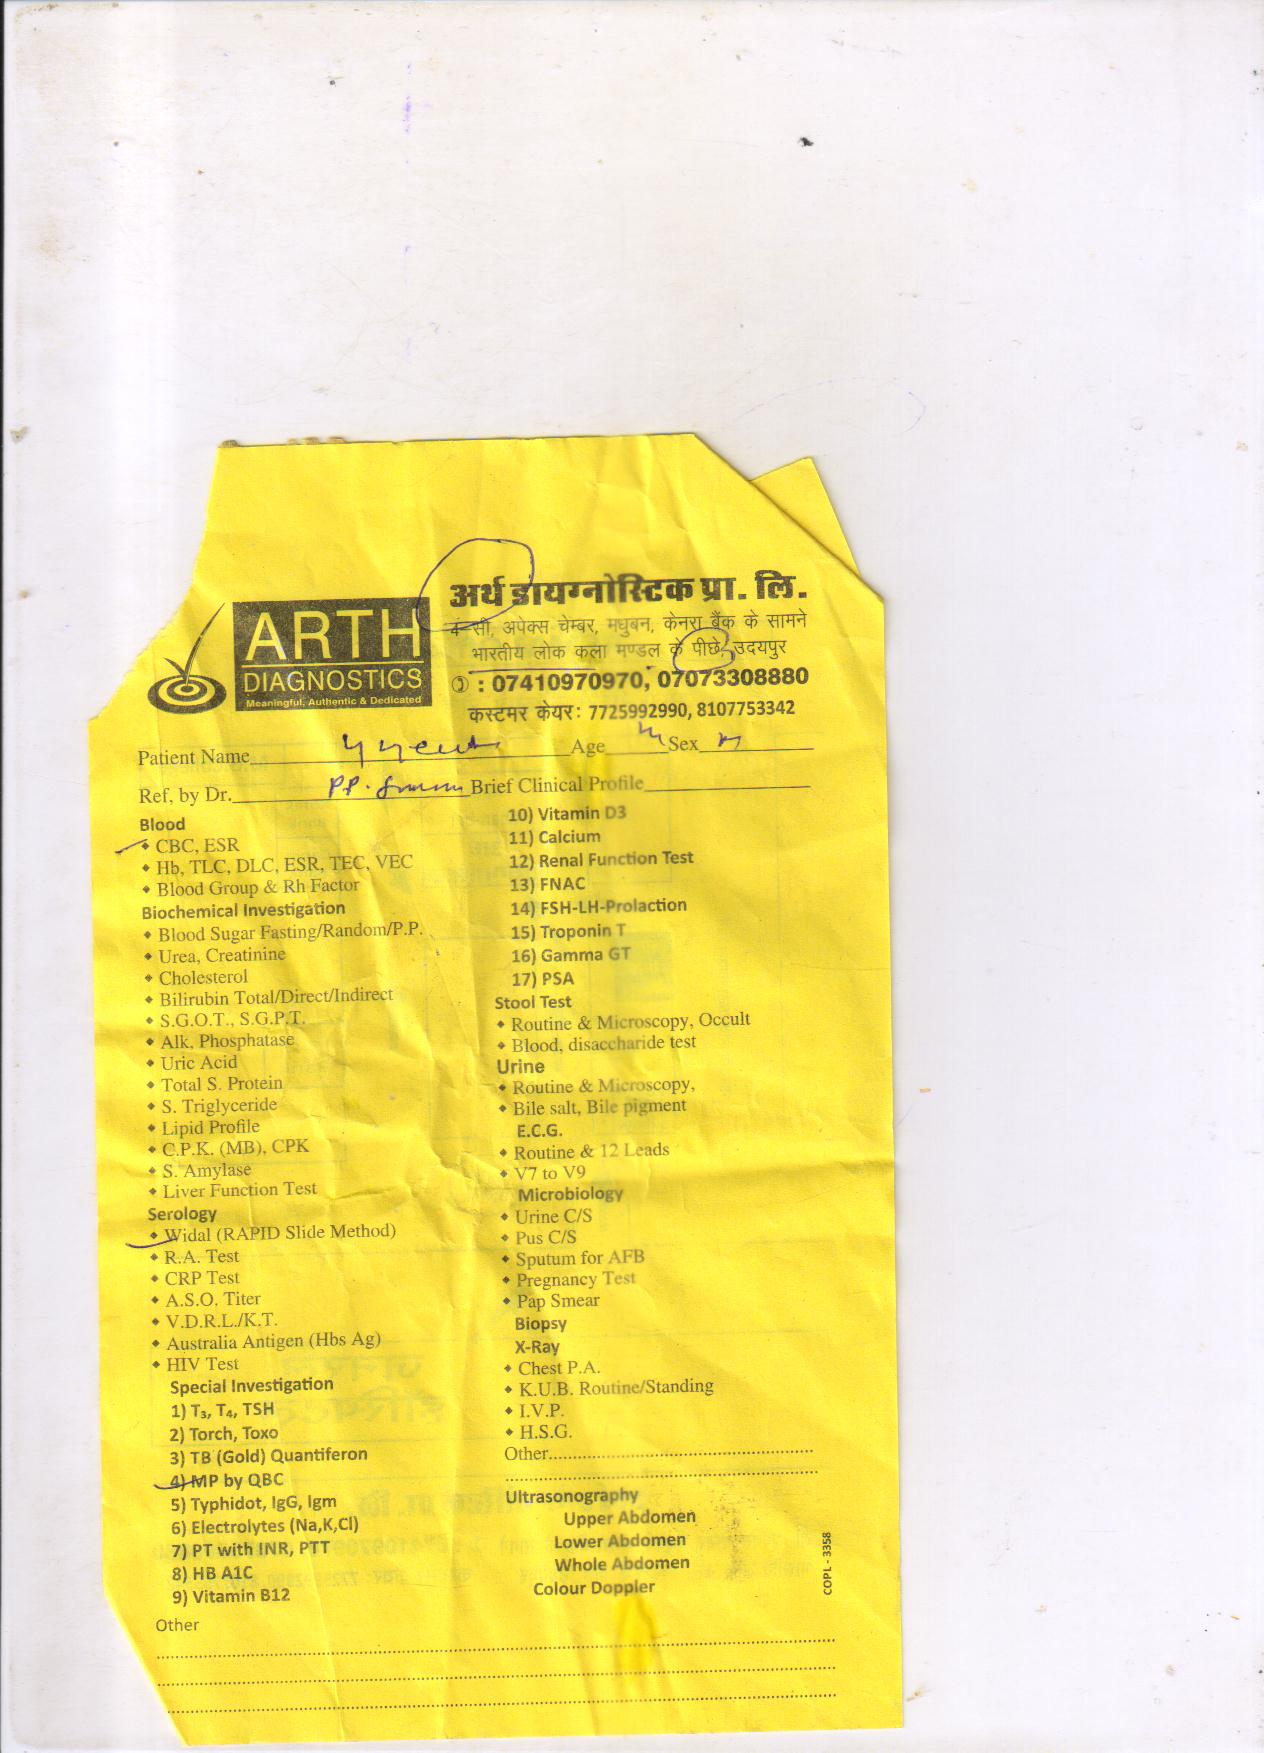 अर्थ डायग्नोस्टिक प्रा. लि.
ARTH
DIAGNOSTICS
Meaningful, Authentic & Dedicated
4-सी, अपेक्स चेम्बर, मधुबन, केनरा बैंक के सामने
भारतीय लोक कला मण्डल के पीछे, उदयपुर
: 07410970970, 07073308880
कस्टमर केयर: 7725992990, 8107753342
Patient Name Age Sex M
Ref, by Dr. P.P. Brief Clinical Profile
Blood
CBC, ESR
Hb, TLC, DLC, ESR, TEC, VEC
Blood Group & Rh Factor
Biochemical Investigation
Blood Sugar Fasting/Random/P.P.
Urea, Creatinine
Cholesterol
Bilirubin Total/Direct/Indirect
S.G.O.T., S.G.P.T.
Alk, Phosphatase
Uric Acid
Total S. Protein
S. Triglyceride
Lipid Profile
C.P.K. (MB), CPK
S. Amylase
Liver Function Test
Serology
Widal (RAPID Slide Method)
R.A. Test
CRP Test
A.S.O. Titer
V.D.R.L./K.T.
Australia Antigen (Hbs Ag)
HIV Test
Special Investigation
1) T₃, T₄, TSH
2) Torch, Toxo
3) TB (Gold) Quantiferon
4) MP by QBC
5) Typhidot, IgG, Igm
6) Electrolytes (Na,K,Cl)
7) PT with INR, PTT
8) HB A1C
9) Vitamin B12
10) Vitamin D3
11) Calcium
12) Renal Function Test
13) FNAC
14) FSH-LH-Prolaction
15) Troponin T
16) Gamma GT
17) PSA
Stool Test
Routine & Microscopy, Occult
Blood, disaccharide test
Urine
Routine & Microscopy,
Bile salt, Bile pigment
E.C.G.
Routine & 12 Leads
V7 to V9
Microbiology
Urine C/S
Pus C/S
Sputum for AFB
Pregnancy Test
Pap Smear
Biopsy
X-Ray
Chest P.A.
K.U.B. Routine/Standing
I.V.P.
H.S.G.
Other
Ultrasonography
Upper Abdomen
Lower Abdomen
Whole Abdomen
Colour Doppler
COPL - 3358
Other